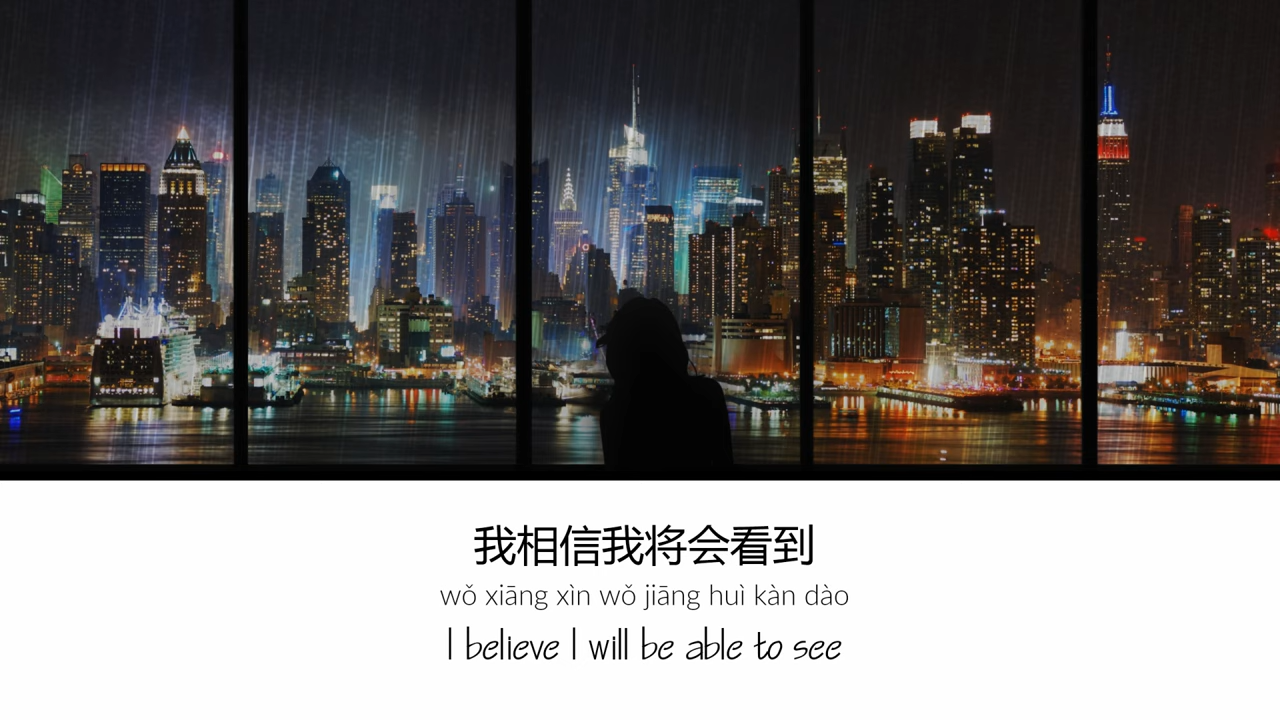 我相信我将会看到
wǒ xiāng xìn wǒ jiāng huì kàn dào
I believe I will be able to see